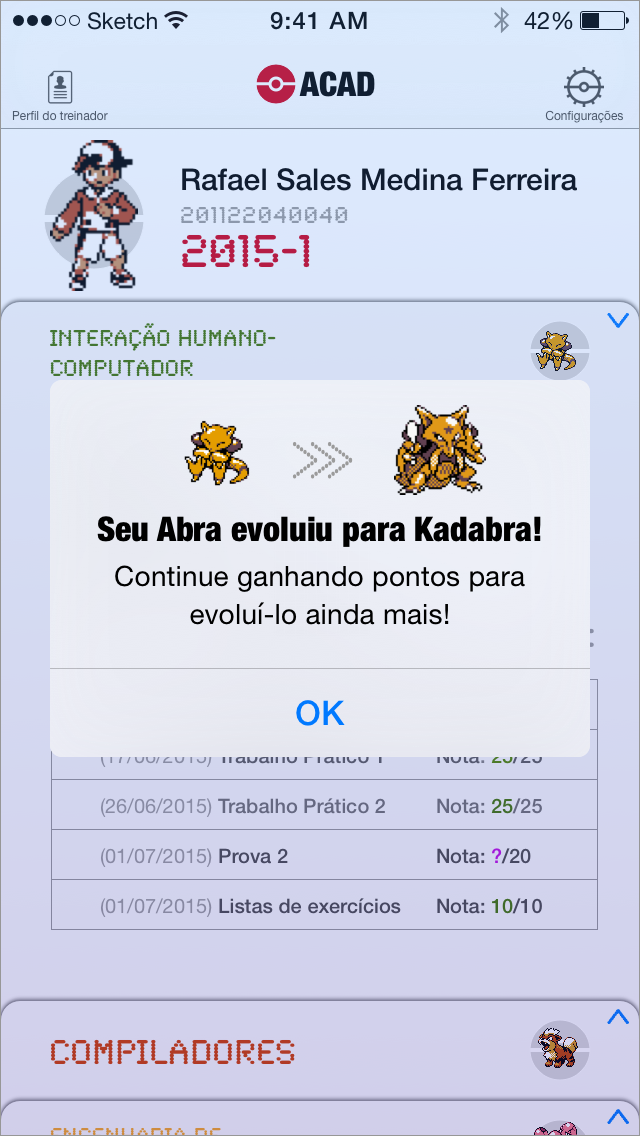 Sketch 9:41 AM 42%
ACAD
Perfil do treinador Configurações
Rafael Sales Medina Ferreira
201122040040
2015-1
INTERAÇÃO HUMANO-
COMPUTADOR
Seu Abra evoluiu para Kadabra!
Continue ganhando pontos para
evoluí-lo ainda mais!
OK
(17/06/2015) Trabalho Prático 1 Nota: 25/25
(26/06/2015) Trabalho Prático 2 Nota: 25/25
(01/07/2015) Prova 2 Nota: ?/20
(01/07/2015) Listas de exercícios Nota: 10/10
COMPILADORES
ENGENHARIA DE